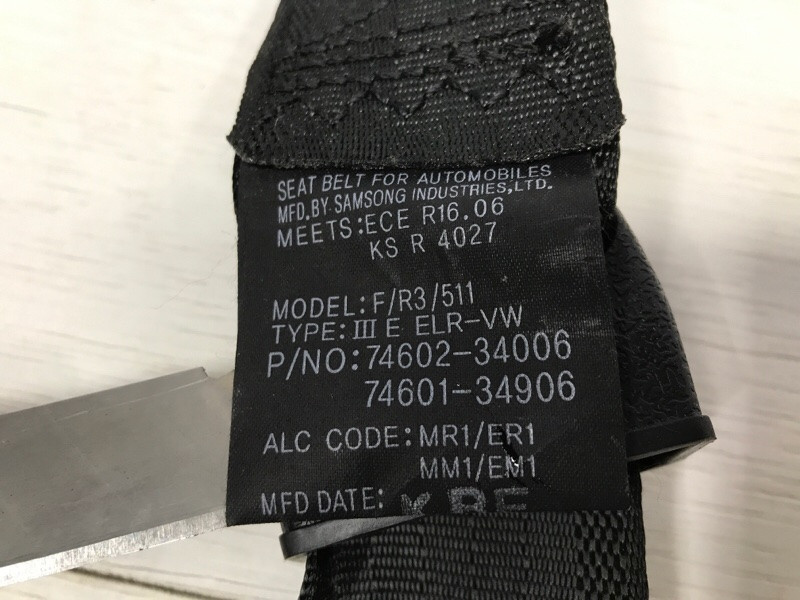 SEAT BELT FOR AUTOMOBILES
MFD.BY·SAMSONG INDUSTRIES,LTD.
MEETS:ECE R16.06
KS R 4027
MODEL:F/R3/511
TYPE:Ⅲ E ELR-VW
P/NO:74602-34006
74601-34906
ALC CODE:MR1/ER1
MM1/EM1
MFD DATE: